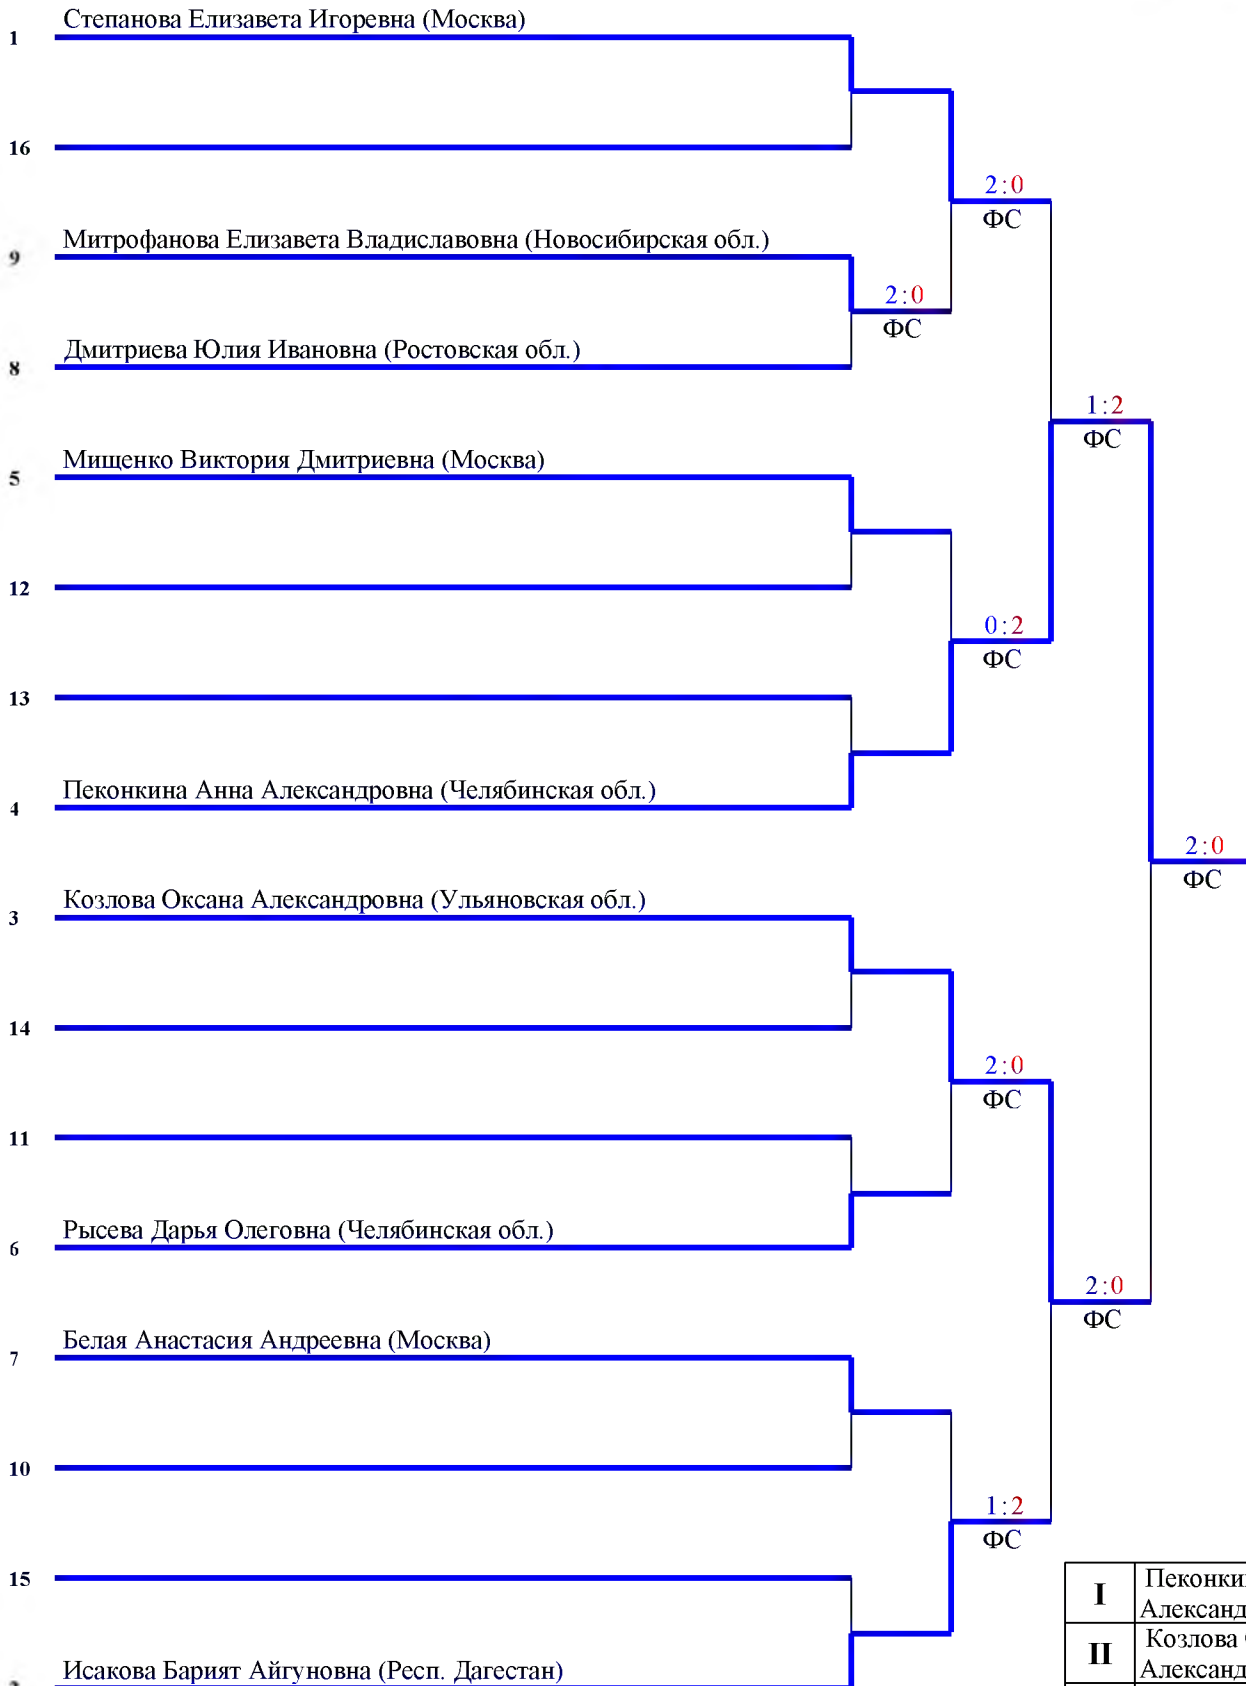 Степанова Елизавета Игоревна (Москва)
1
16
2:0
ФС
Митрофанова Елизавета Владиславовна (Новосибирская обл.)
9
2:0
ФС
Дмитриева Юлия Ивановна (Ростовская обл.)
8
1:2
ФС
Мищенко Виктория Дмитриевна (Москва)
5
12
0:2
ФС
13
Пеконкина Анна Александровна (Челябинская обл.)
4
2:0
ФС
Козлова Оксана Александровна (Ульяновская обл.)
3
14
2:0
ФС
11
Рысева Дарья Олеговна (Челябинская обл.)
6
2:0
ФС
Белая Анастасия Андреевна (Москва)
7
10
1:2
ФС
15
I
Пеконки
Александ
II
Козлова
Александ
Исакова Барият Айгуновна (Респ. Дагестан)